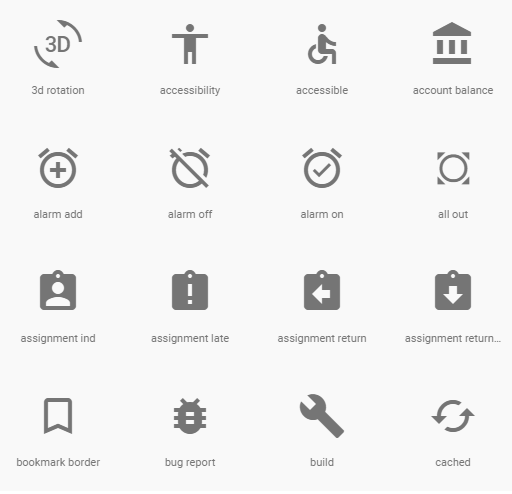 3D
3d rotation
accessibility
accessible
account balance
alarm add
alarm off
alarm on
all out
assignment ind
assignment late
assignment return
assignment return...
bookmark border
bug report
build
cached